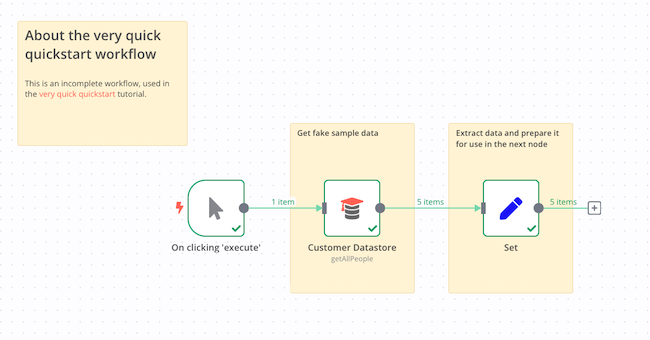 About the very quick
quickstart workflow
This is an incomplete workflow, used in
the very quick quickstart tutorial.
Get fake sample data
Extract data and prepare it
for use in the next node
1 item
5 items
5 items
On clicking 'execute'
Customer Datastore
getAllPeople
Set